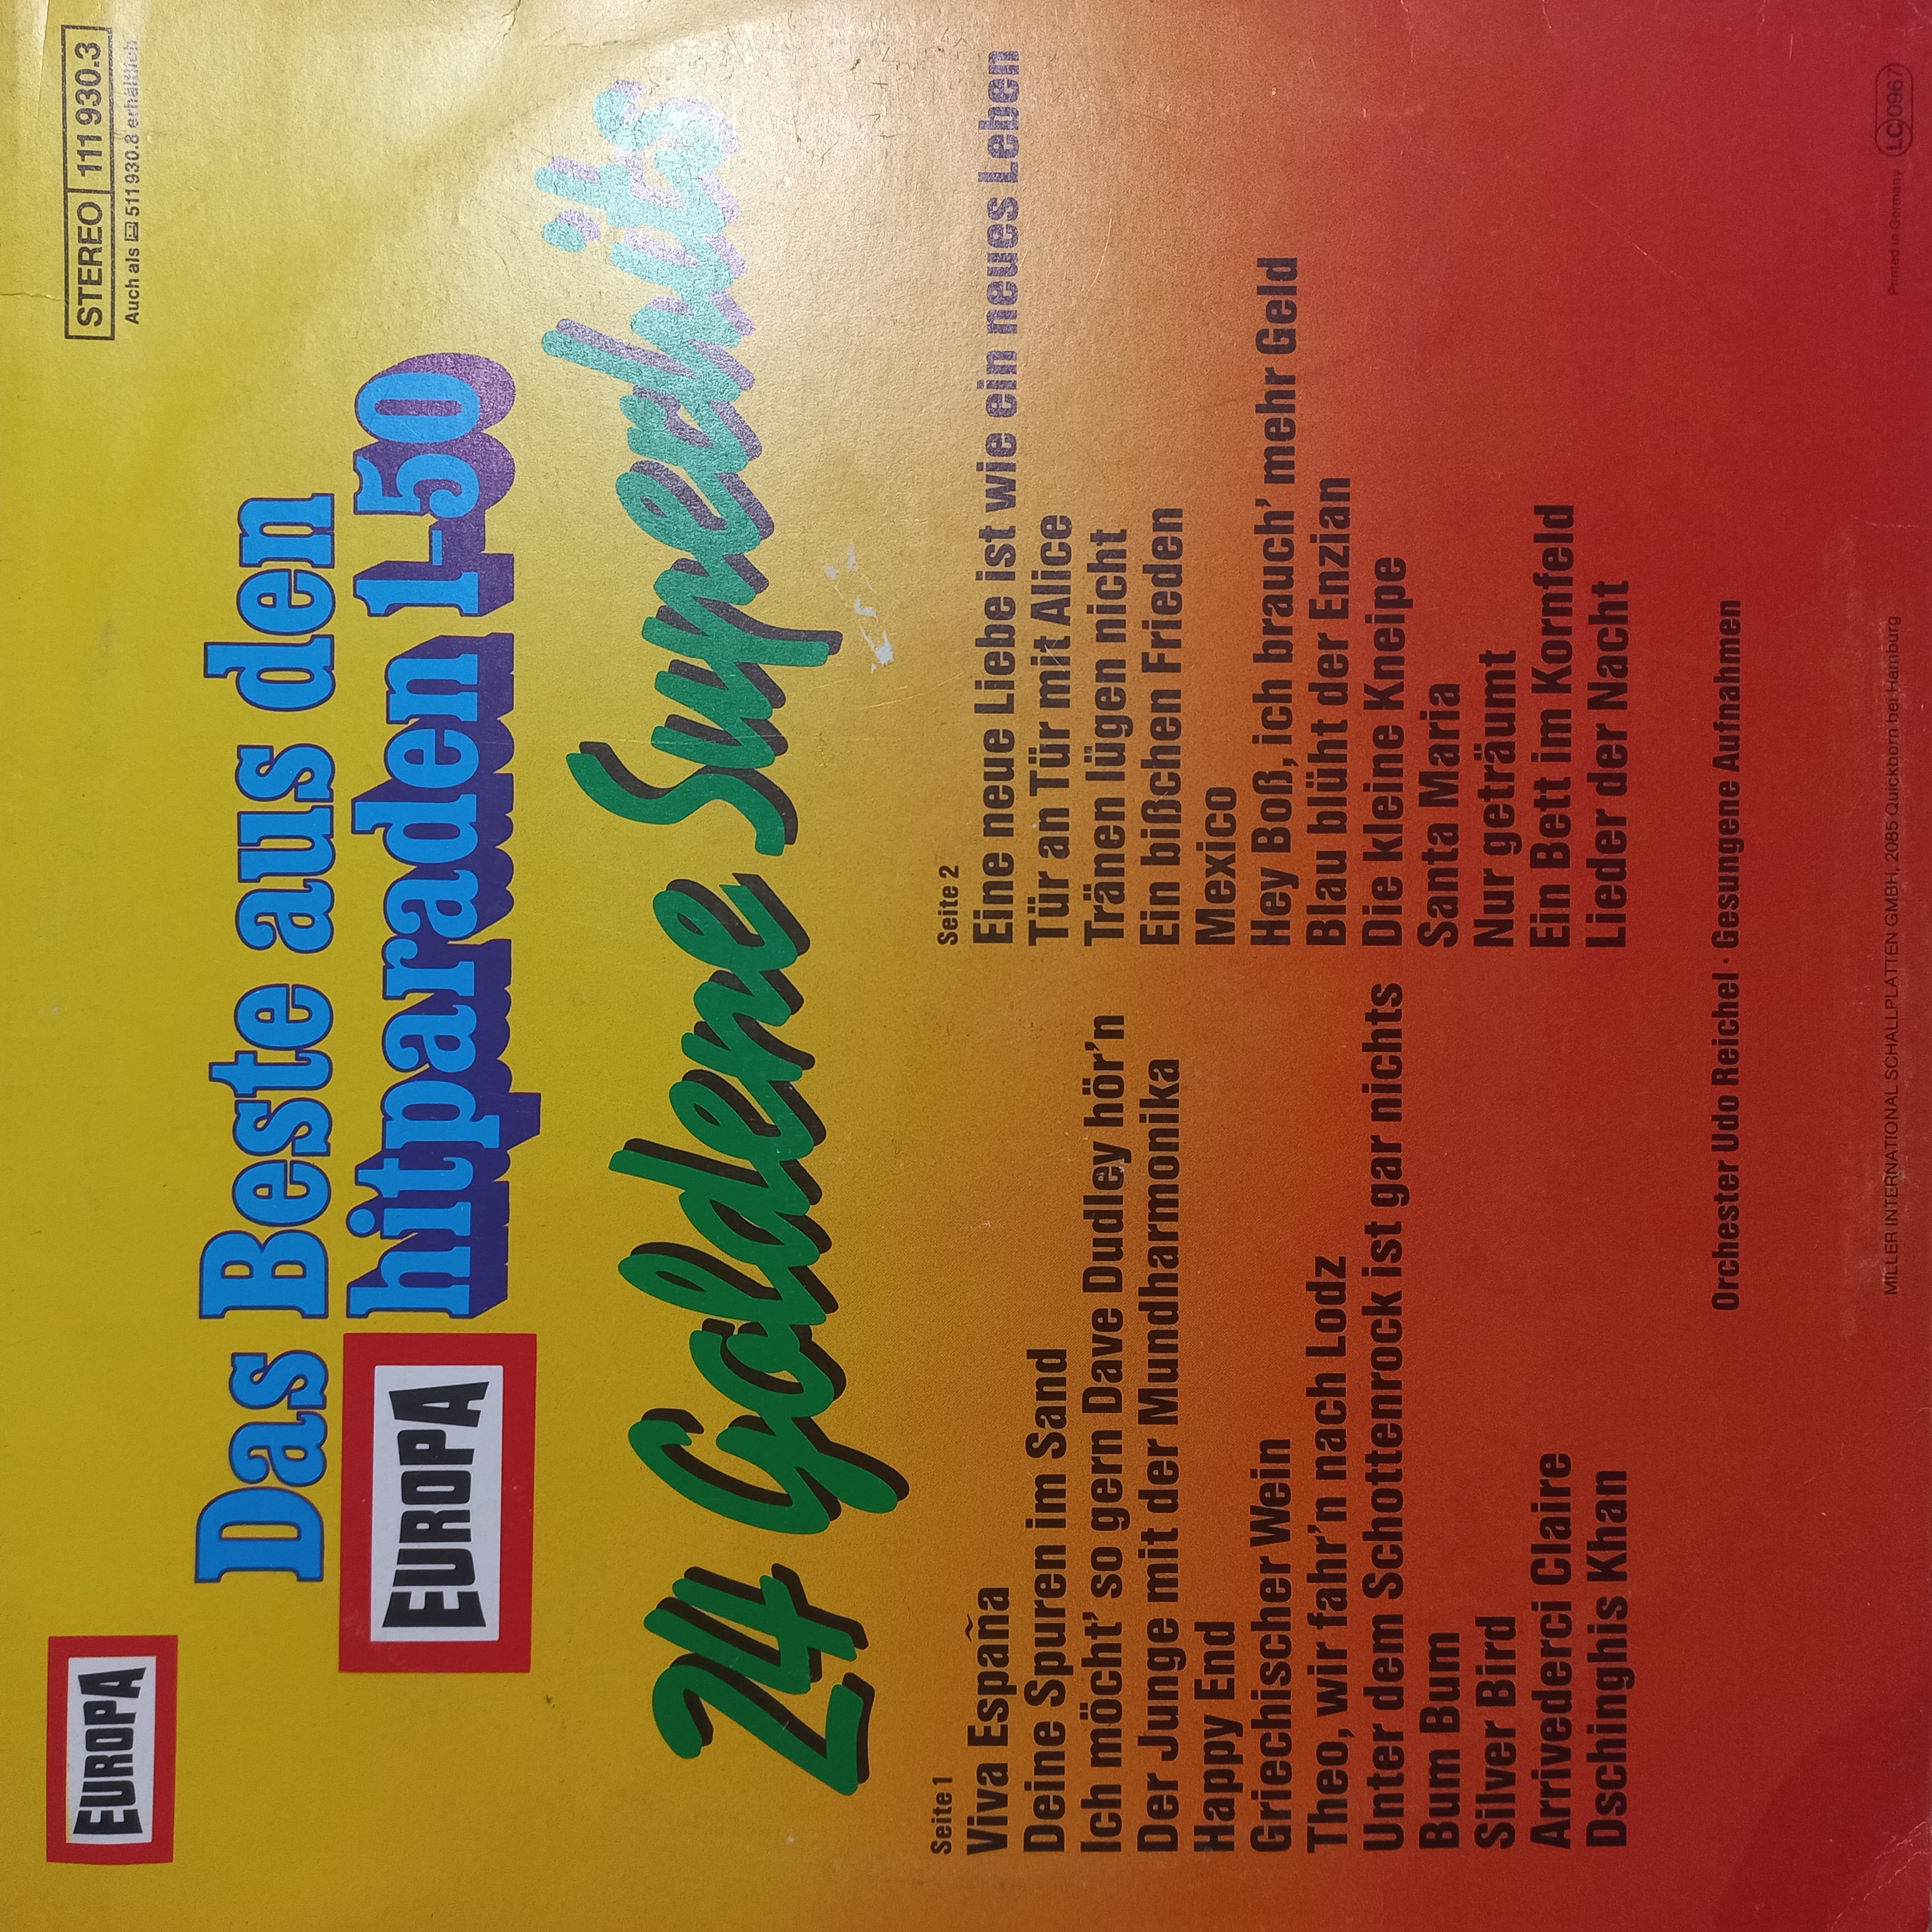 EUROPA
STEREO 111 930.3
Auch als 511 930.8 erhältlich
Das Beste aus den
EUROPA hitparaden 1-50
24 Goldene Superhits
Seite 1
Viva España
Deine Spuren im Sand
Ich möcht' so gern Dave Dudley hör'n
Der Junge mit der Mundharmonika
Happy End
Griechischer Wein
Theo, wir fahr'n nach Lodz
Unter dem Schottenrock ist gar nichts
Bum Bum
Silver Bird
Arrivederci Claire
Dschinghis Khan
Seite 2
Eine neue Liebe ist wie ein neues Leben
Tür an Tür mit Alice
Tränen lügen nicht
Ein bißchen Frieden
Mexico
Hey Boß, ich brauch' mehr Geld
Blau blüht der Enzian
Die kleine Kneipe
Santa Maria
Nur geträumt
Ein Bett im Kornfeld
Lieder der Nacht
Orchester Udo Reichel · Gesungene Aufnahmen
MILLER INTERNATIONAL SCHALLPLATTEN GMBH, 2085 Quickborn bei Hamburg
Printed in Germany LC 0967